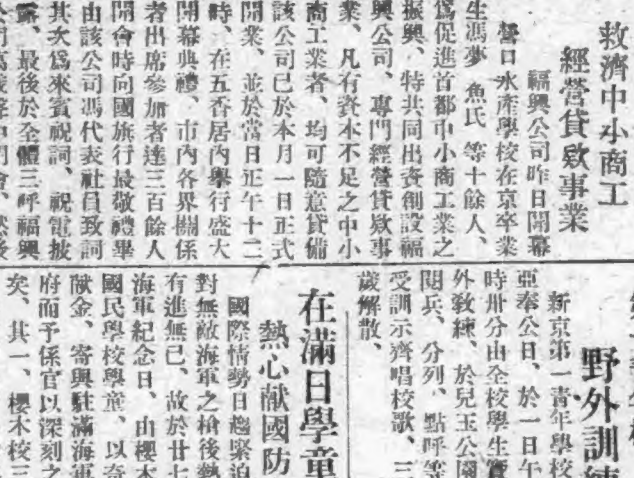 救濟中小商工
經營貸欵事業
福興公司昨日開幕
營口水產學校在京卒業
生馮夢魚氏等十餘人、
爲促進首都中小商工業之
振興、特共同出資創設福
興公司、專門經營貸欵事
業、凡有資本不足之中小
商工業者、均可隨意貸備
該公司已於本月一日正式
開業、並於當日正午十二
時、在五香居內舉行盛大
開幕典禮、市內各界關係
者出席參加者達三百餘人
開會時向國旗行最敬禮畢
由該公司馮代表社員致詞
其次爲來賓祝詞、祝電披
露、最後於全體三呼福興
野外訓練
新京第一青年學校
亞奉公日、於一日午
時卅分由全校學生實
外敎練、於兒玉公園
閱兵、分列、點呼等
受訓示齊唱校歌、三
歲解散、
在滿日學童
熱心献國防
國際情勢日趨緊迫
對無敵海軍之槍後熱
有進無已、故於廿七
海軍紀念日、由櫻木
國民學校學童、以奇
献金、寄與駐滿海軍
府而予係官以深刻之
矣、其一、櫻木校三